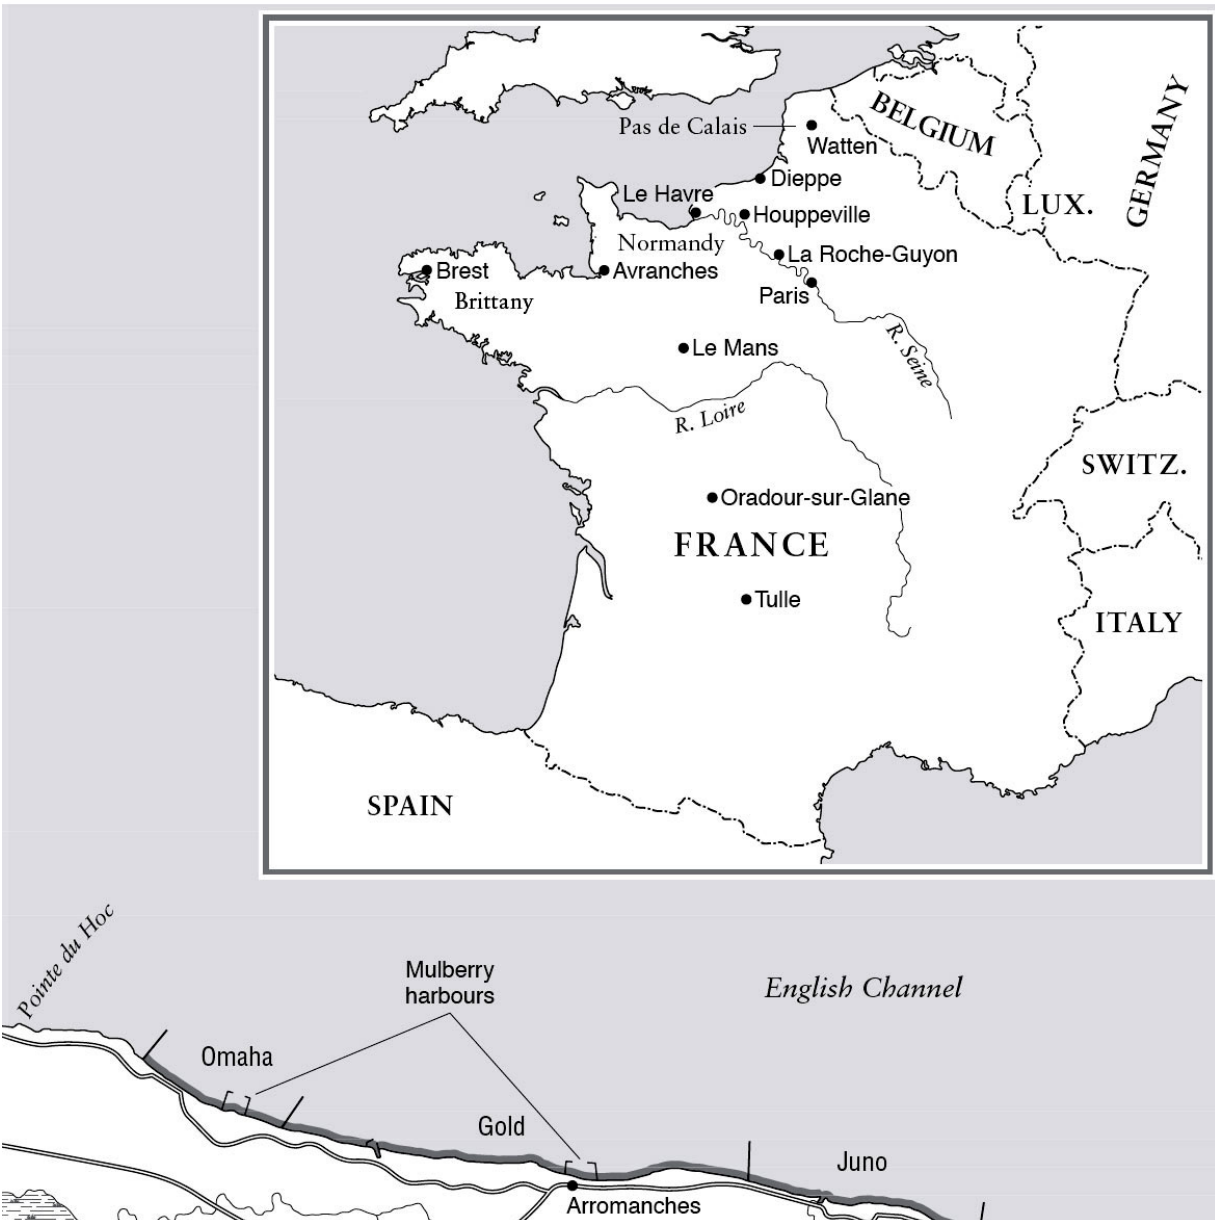 Pas de Calais
Watten
BELGIUM
GERMANY
Dieppe
Le Havre
LUX.
Houppeville
Normandy
La Roche-Guyon
Brest
Avranches
Paris
Brittany
R. Seine
Le Mans
R. Loire
SWITZ.
Oradour-sur-Glane
FRANCE
Tulle
ITALY
SPAIN
Pointe du Hoc
Mulberry
harbours
English Channel
Omaha
Gold
Juno
Arromanches